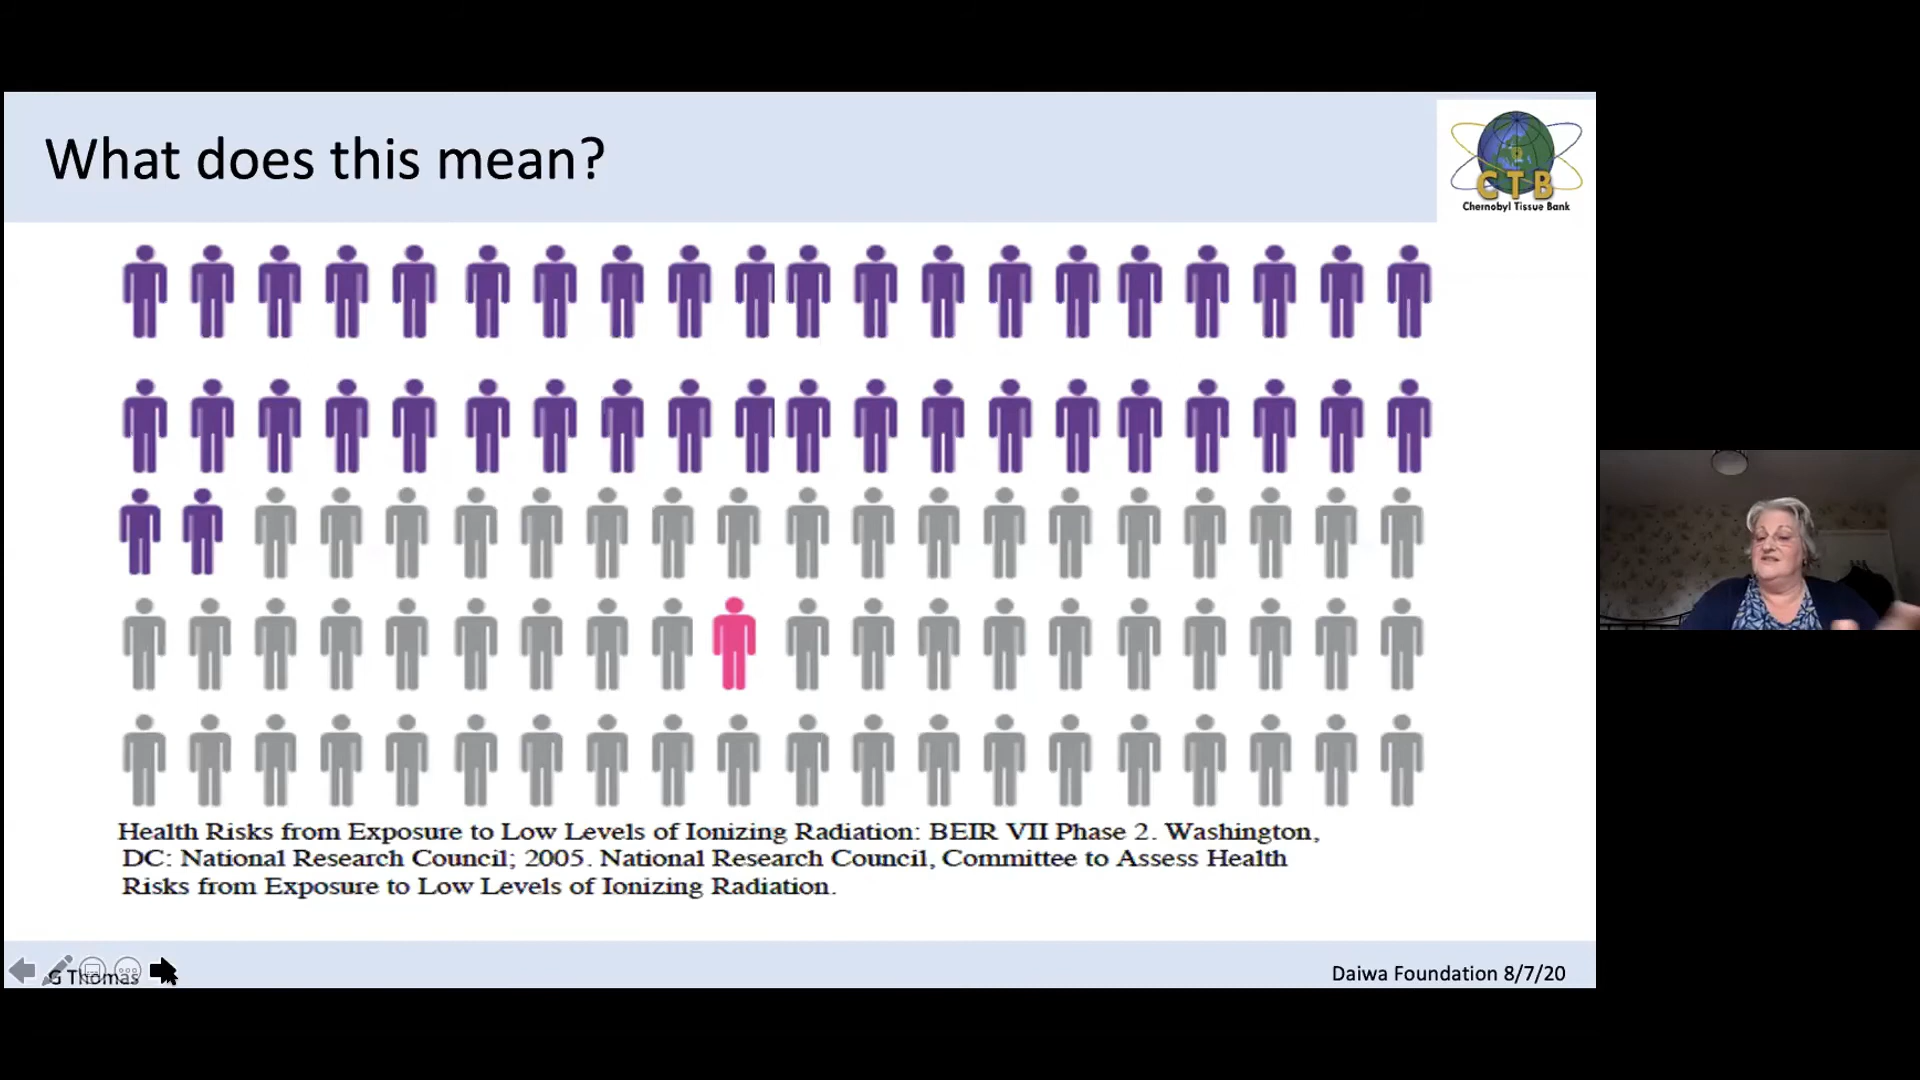 What does this mean?
CTB
Chernobyl Tissue Bank
Health Risks from Exposure to Low Levels of Ionizing Radiation: BEIR VII Phase 2. Washington,
DC: National Research Council; 2005. National Research Council, Committee to Assess Health
Risks from Exposure to Low Levels of Ionizing Radiation.
G Thomas
Daiwa Foundation 8/7/20